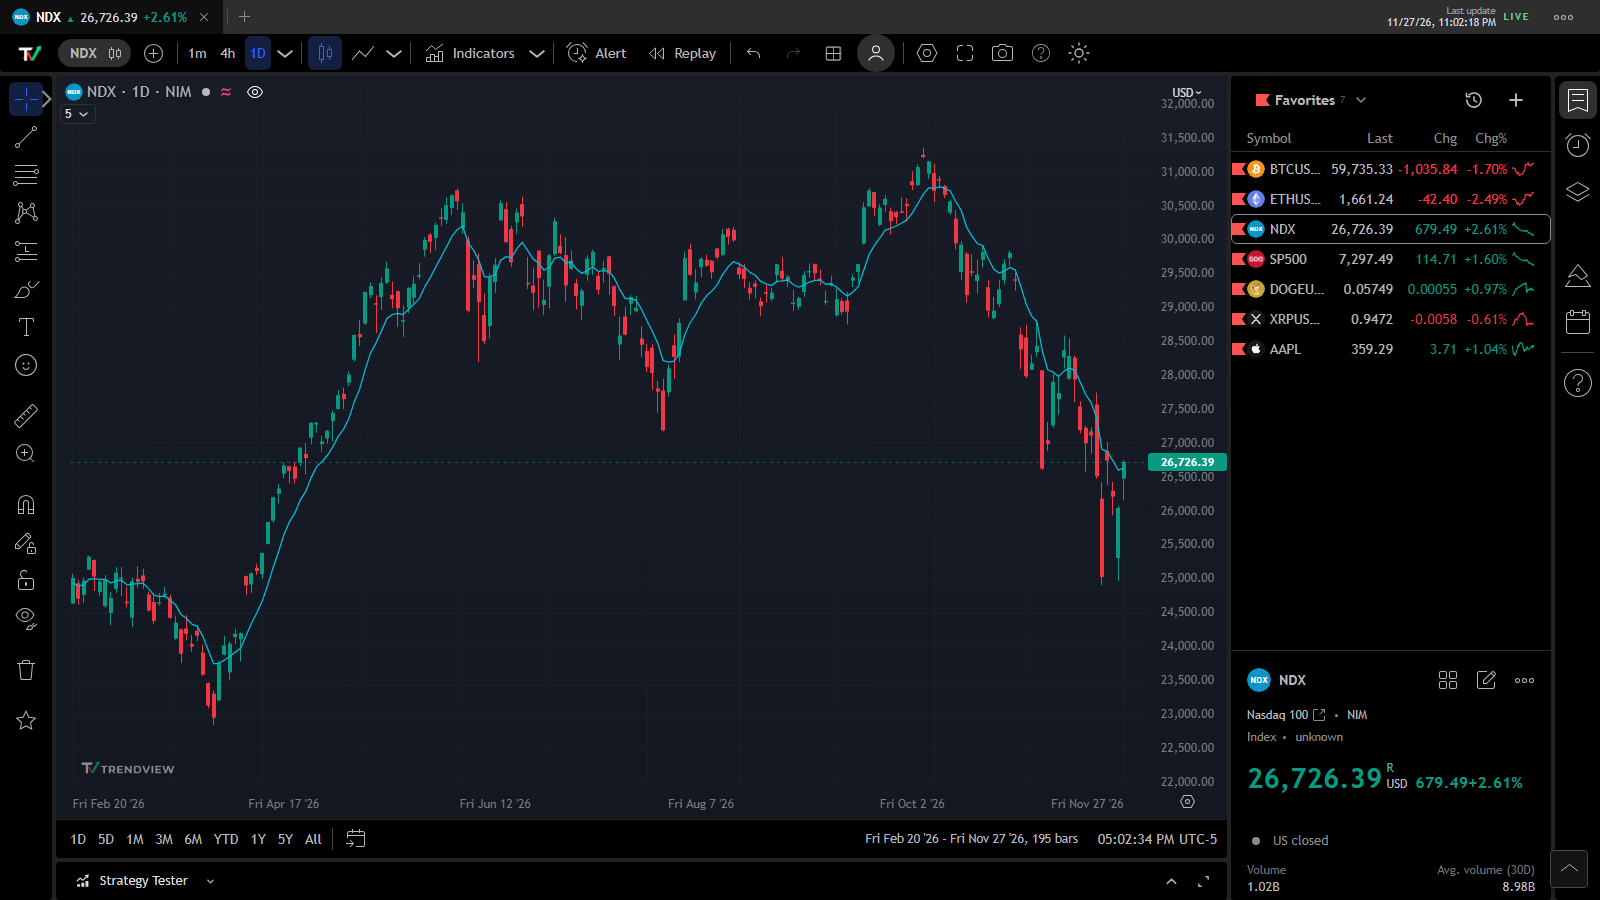 NDX 26,726.39 +2.61%
Last update
11/27/26, 11:02:18 PM LIVE
NDX
1m 4h 1D
Indicators
Alert
Replay
NDX · 1D · NIM
5
USD
32,000.00
31,500.00
31,000.00
30,500.00
30,000.00
29,500.00
29,000.00
28,500.00
28,000.00
27,500.00
27,000.00
26,726.39
26,500.00
26,000.00
25,500.00
25,000.00
24,500.00
24,000.00
23,500.00
23,000.00
22,500.00
22,000.00
TRENDVIEW
Fri Feb 20 '26 Fri Apr 17 '26 Fri Jun 12 '26 Fri Aug 7 '26 Fri Oct 2 '26 Fri Nov 27 '26
1D 5D 1M 3M 6M YTD 1Y 5Y All
Fri Feb 20 '26 - Fri Nov 27 '26, 195 bars 05:02:34 PM UTC-5
Strategy Tester
Favorites 7
Symbol Last Chg Chg%
BTCUS... 59,735.33 -1,035.84 -1.70%
ETHUS... 1,661.24 -42.40 -2.49%
NDX NDX 26,726.39 679.49 +2.61%
500 SP500 7,297.49 114.71 +1.60%
DOGEU... 0.05749 0.00055 +0.97%
XRPUS... 0.9472 -0.0058 -0.61%
AAPL 359.29 3.71 +1.04%
NDX NDX
Nasdaq 100 • NIM
Index • unknown
26,726.39 R USD 679.49 +2.61%
US closed
Volume Avg. volume (30D)
1.02B 8.98B